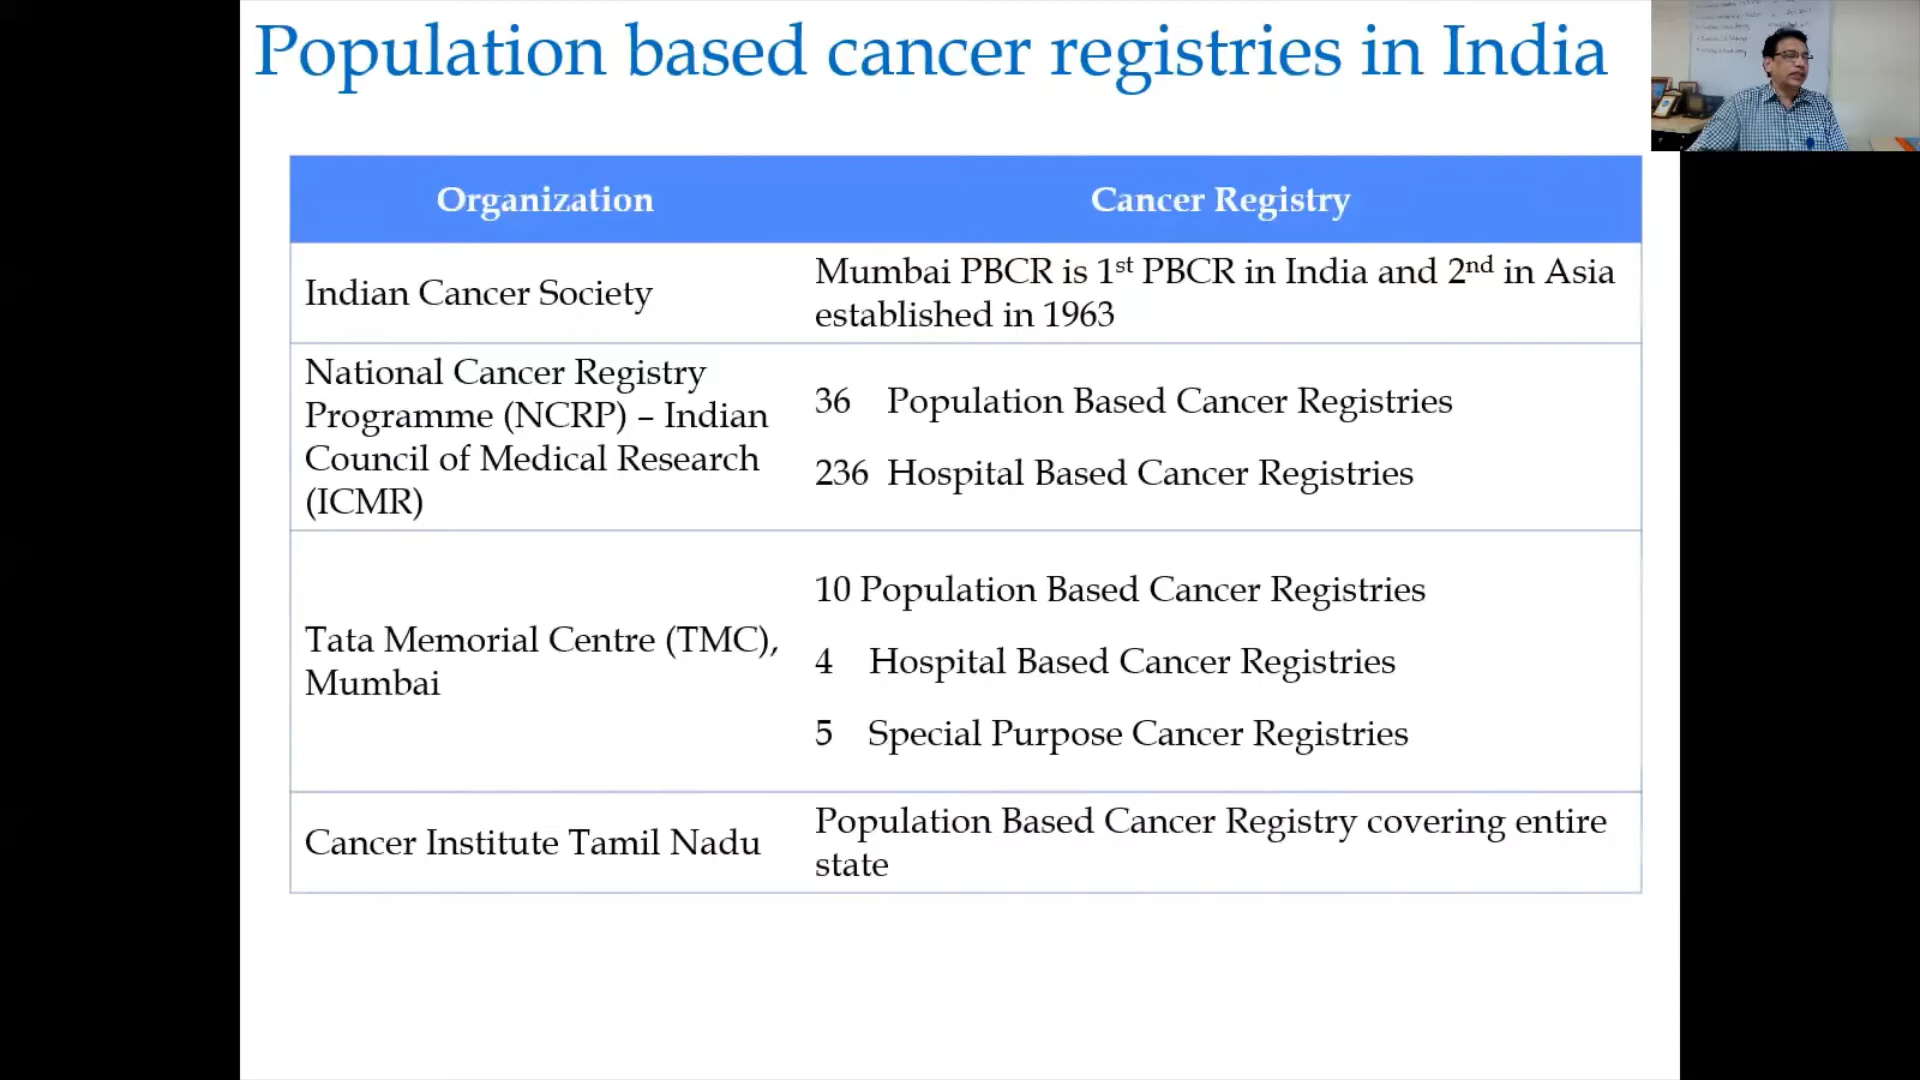 Population based cancer registries in India
Organization
Cancer Registry
Indian Cancer Society
Mumbai PBCR is 1st PBCR in India and 2nd in Asia
established in 1963
National Cancer Registry
Programme (NCRP) – Indian
Council of Medical Research
(ICMR)
36 Population Based Cancer Registries
236 Hospital Based Cancer Registries
Tata Memorial Centre (TMC),
Mumbai
10 Population Based Cancer Registries
4 Hospital Based Cancer Registries
5 Special Purpose Cancer Registries
Cancer Institute Tamil Nadu
Population Based Cancer Registry covering entire
state